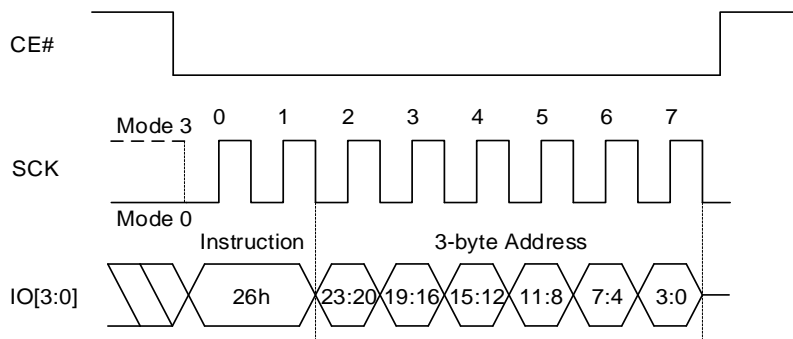 CE#
0 1 2 3 4 5 6 7
Mode 3
SCK
Mode 0
Instruction 3-byte Address
IO[3:0] 26h 23:20 19:16 15:12 11:8 7:4 3:0